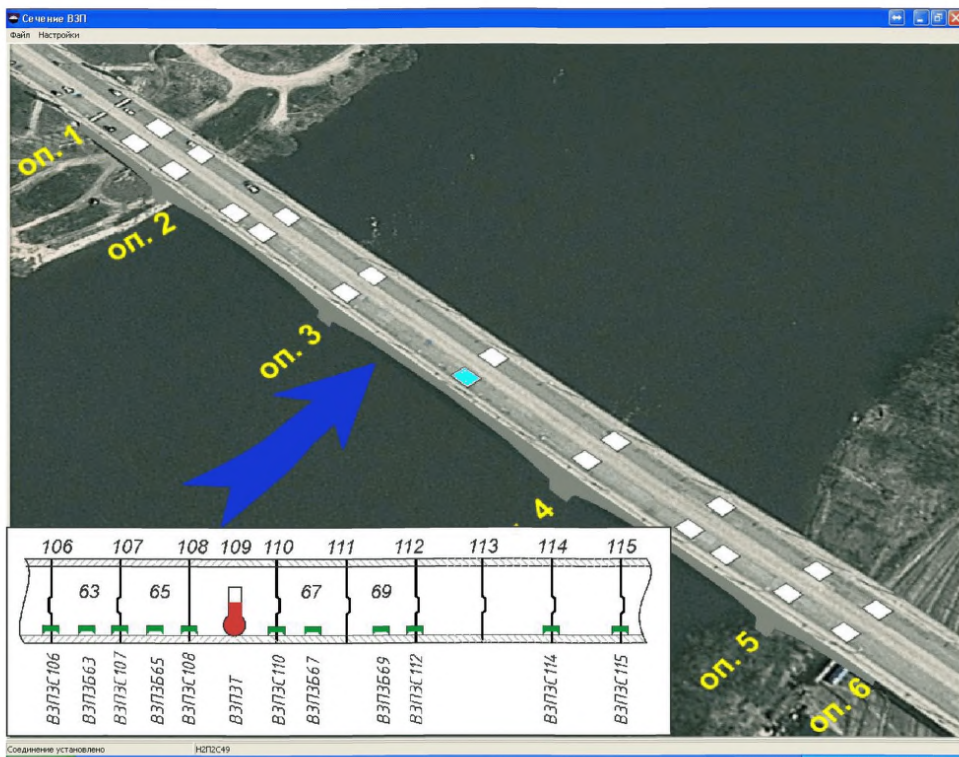 Сечение ВЗП
Файл Настройки
оп. 1
оп. 2
оп. 3
4
оп. 5
оп. 6
106 107 108 109 110 111 112 113 114 115
63 65 67 69
ВЗПЗС106 ВЗПЗБ63 ВЗПЗС107 ВЗПЗБ65 ВЗПЗС108 ВЗПЗТ ВЗПЗС110 ВЗПЗБ67 ВЗПЗБ69 ВЗПЗС112 ВЗПЗС114 ВЗПЗС115
Соединение установлено Н2П2С49